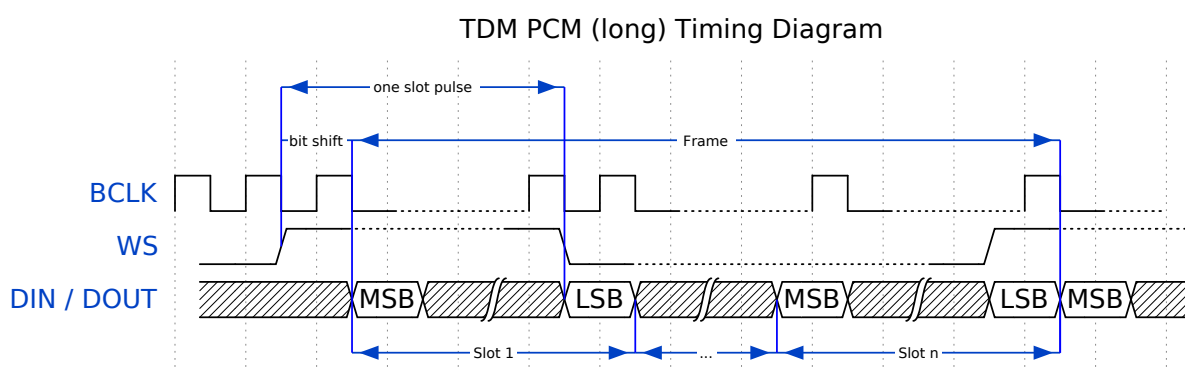 TDM PCM (long) Timing Diagram
one slot pulse
bit shift
Frame
BCLK
WS
DIN / DOUT
MSB
LSB
MSB
LSB
MSB
Slot 1
...
Slot n